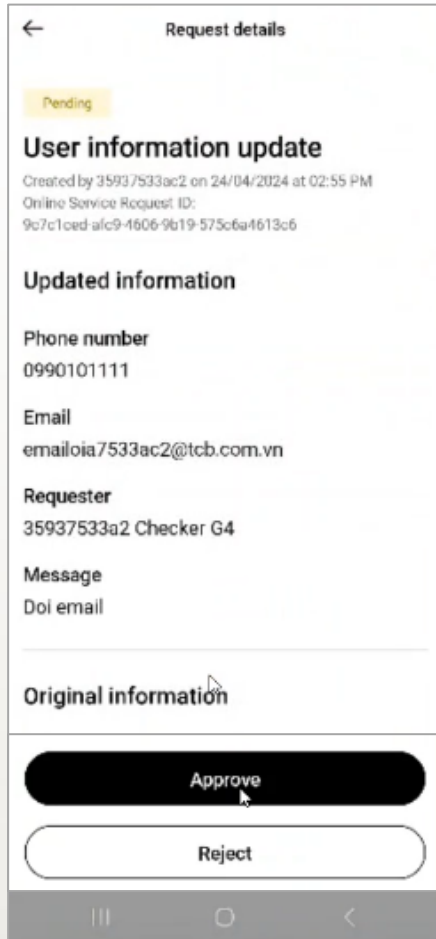 Request details
Pending
User information update
Created by 35937533ac2 on 24/04/2024 at 02:55 PM
Online Service Request ID:
9c7c1ced-afc9-4606-9b19-575c6a4613c6
Updated information
Phone number
0990101111
Email
emailoia7533ac2@tcb.com.vn
Requester
35937533a2 Checker G4
Message
Doi email
Original information
Approve
Reject